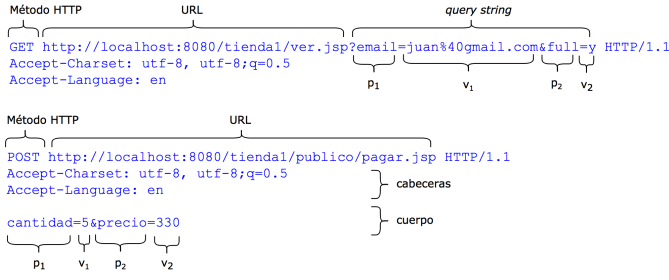 Método HTTP URL query string
GET http://localhost:8080/tienda1/ver.jsp?email=juan%40gmail.com&full=y HTTP/1.1
Accept-Charset: utf-8, utf-8;q=0.5
Accept-Language: en
p1 v1 p2 v2
Método HTTP URL
POST http://localhost:8080/tienda1/publico/pagar.jsp HTTP/1.1
Accept-Charset: utf-8, utf-8;q=0.5
Accept-Language: en
cabeceras
cuerpo
cantidad=5&precio=330
p1 v1 p2 v2